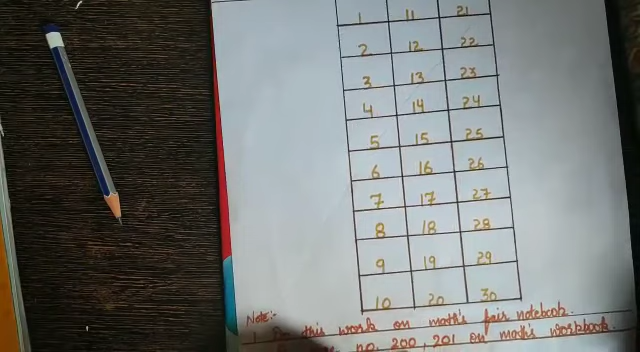 1 11 21
2 12 22
3 13 23
4 14 24
5 15 25
6 16 26
7 17 27
8 18 28
9 19 29
10 20 30
Note:-
1. Do this work on math's fair notebook.
no. 200, 201 on math's workbook